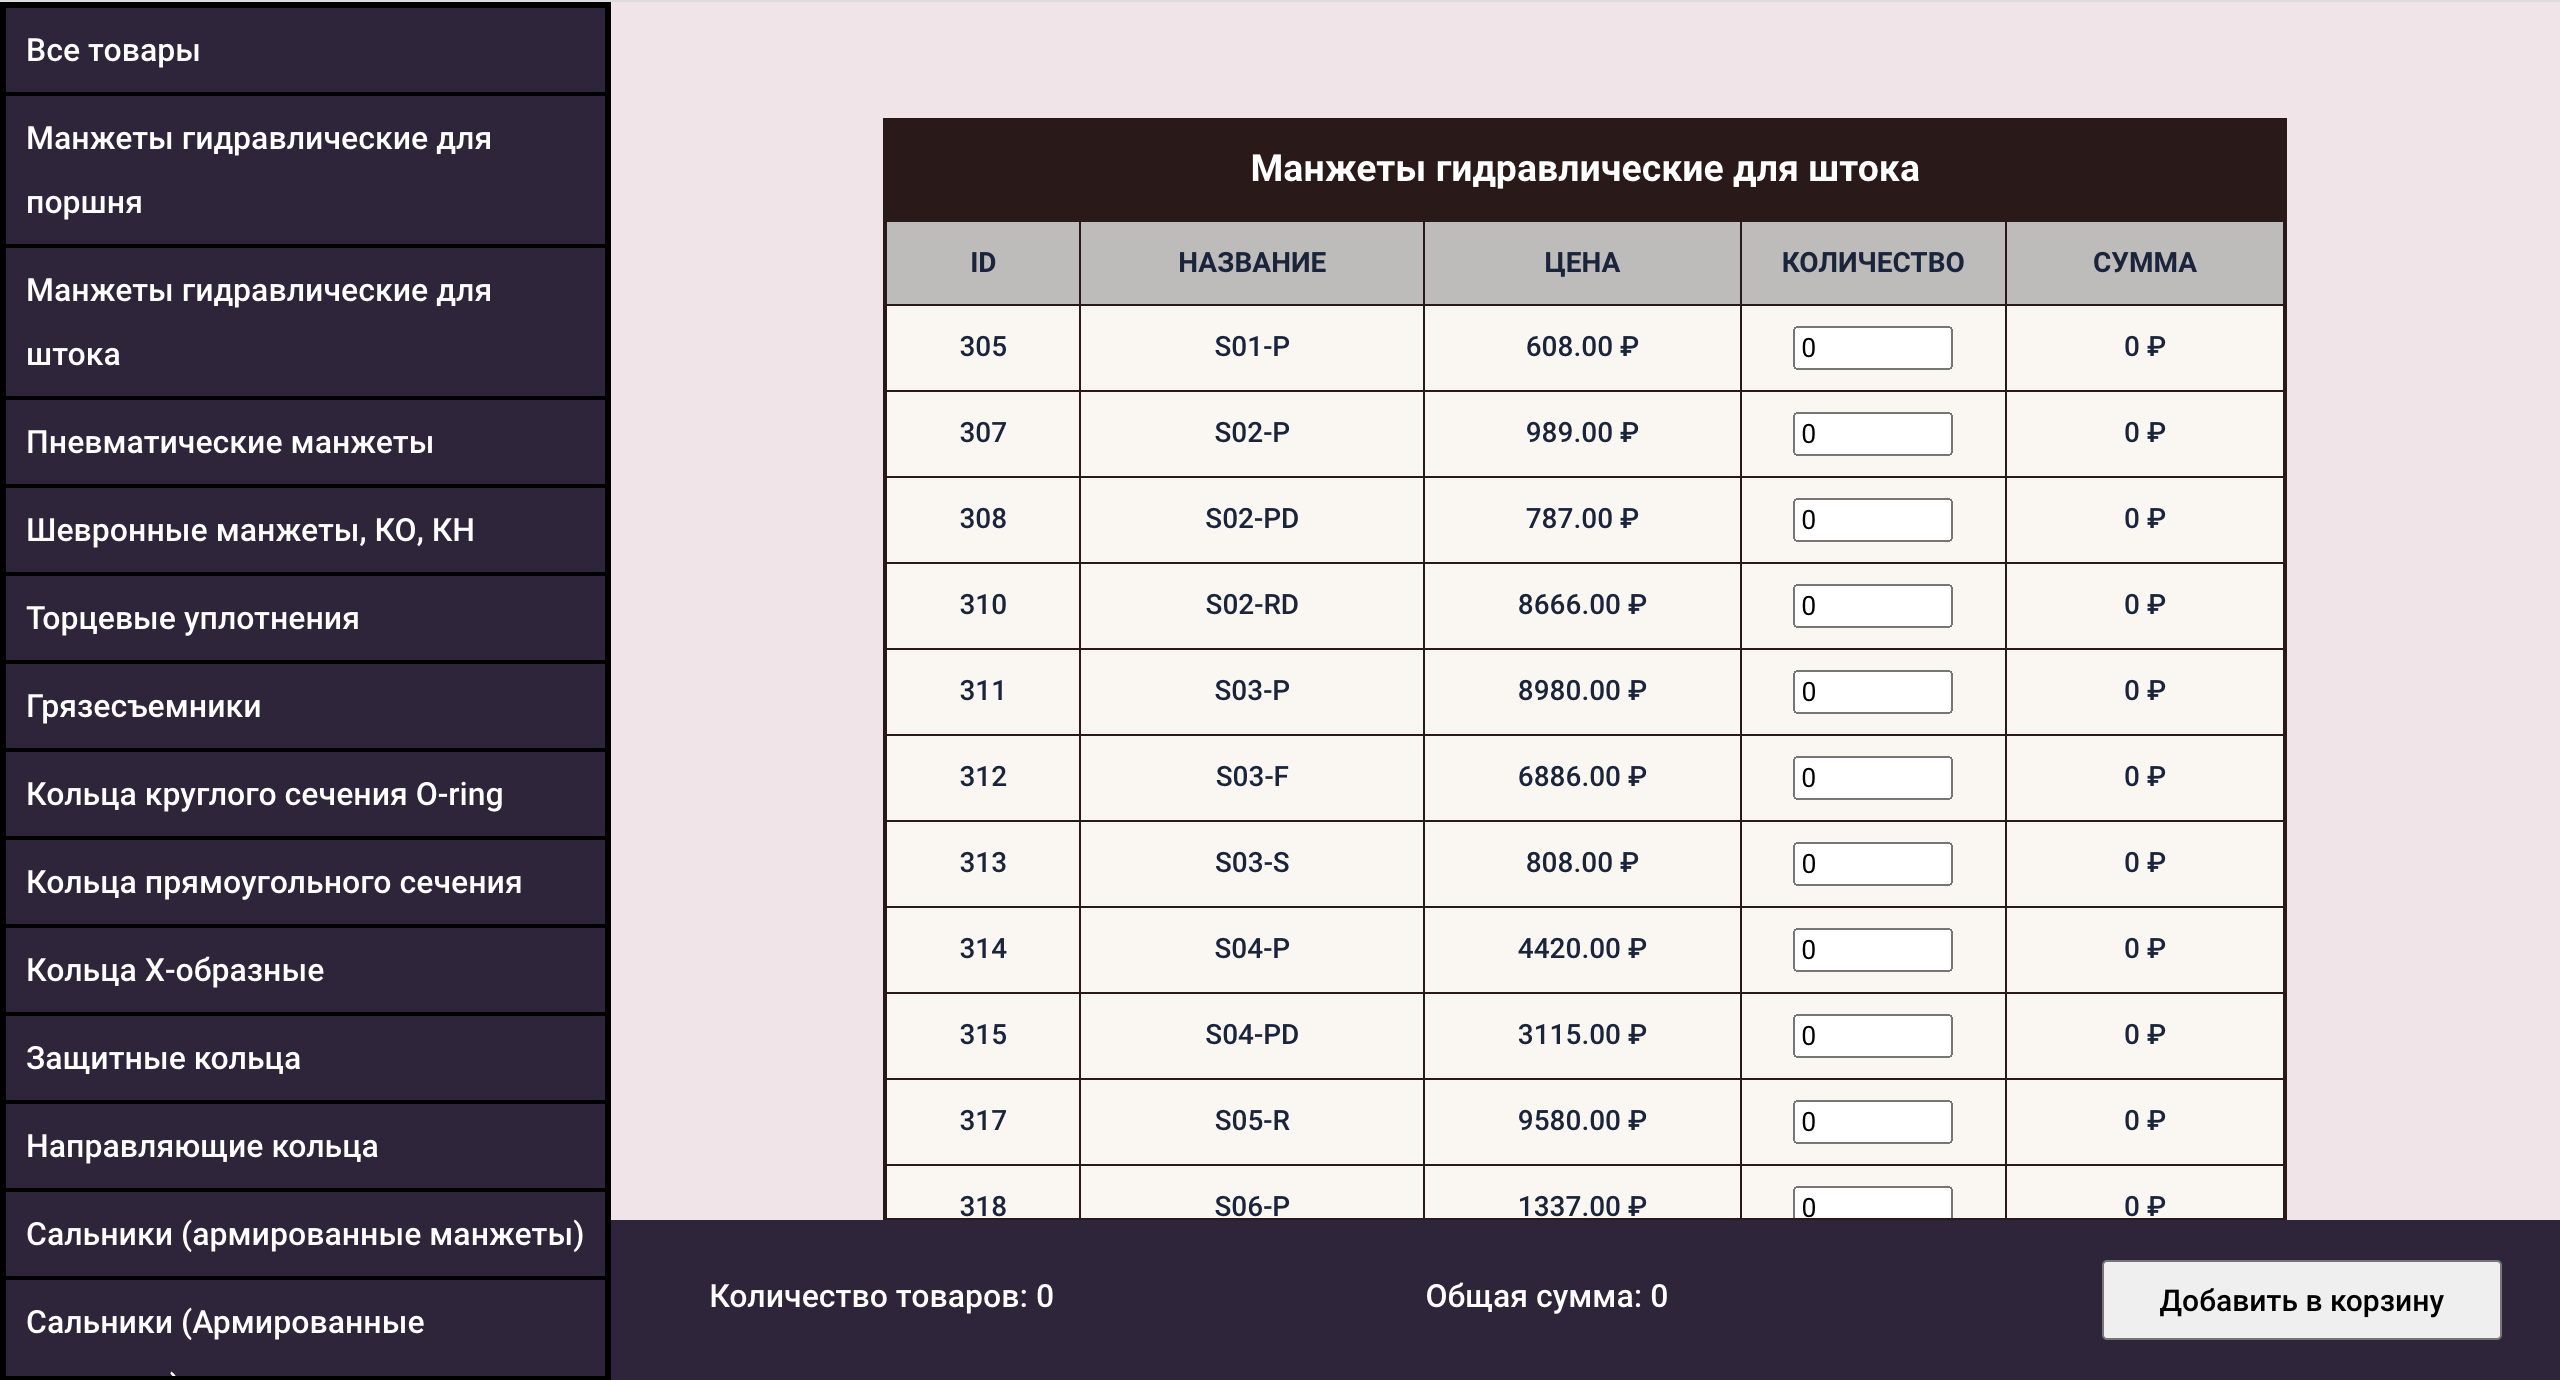 Все товары
Манжеты гидравлические для
поршня
Манжеты гидравлические для
штока
Пневматические манжеты
Шевронные манжеты, КО, КН
Торцевые уплотнения
Грязесъемники
Кольца круглого сечения O-ring
Кольца прямоугольного сечения
Кольца Х-образные
Защитные кольца
Направляющие кольца
Сальники (армированные манжеты)
Сальники (Армированные
Манжеты гидравлические для штока
ID НАЗВАНИЕ ЦЕНА КОЛИЧЕСТВО СУММА
305 S01-P 608.00 ₽ 0 0 ₽
307 S02-P 989.00 ₽ 0 0 ₽
308 S02-PD 787.00 ₽ 0 0 ₽
310 S02-RD 8666.00 ₽ 0 0 ₽
311 S03-P 8980.00 ₽ 0 0 ₽
312 S03-F 6886.00 ₽ 0 0 ₽
313 S03-S 808.00 ₽ 0 0 ₽
314 S04-P 4420.00 ₽ 0 0 ₽
315 S04-PD 3115.00 ₽ 0 0 ₽
317 S05-R 9580.00 ₽ 0 0 ₽
318 S06-P 1337.00 ₽ 0 0 ₽
Количество товаров: 0 Общая сумма: 0 Добавить в корзину